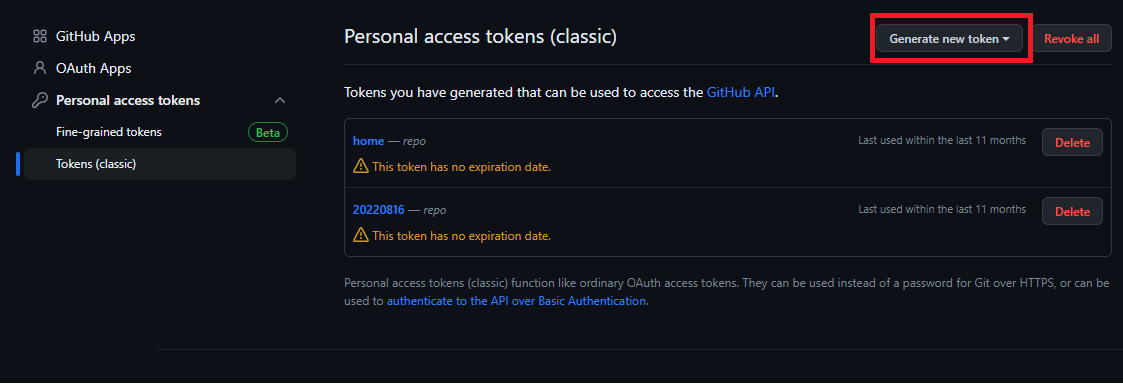 GitHub Apps
OAuth Apps
Personal access tokens
Fine-grained tokens Beta
Tokens (classic)
Personal access tokens (classic)
Generate new token
Revoke all
Tokens you have generated that can be used to access the GitHub API.
home — repo
Last used within the last 11 months
Delete
This token has no expiration date.
20220816 — repo
Last used within the last 11 months
Delete
This token has no expiration date.
Personal access tokens (classic) function like ordinary OAuth access tokens. They can be used instead of a password for Git over HTTPS, or can be
used to authenticate to the API over Basic Authentication.